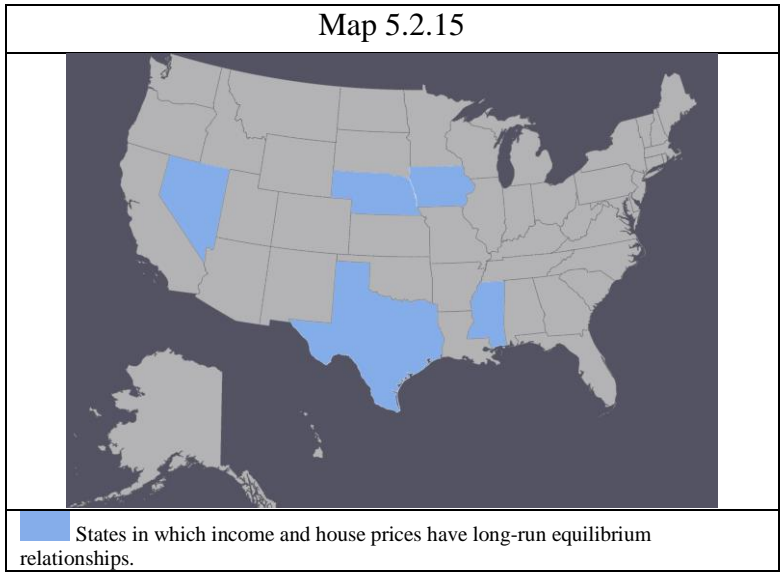 Map 5.2.15
States in which income and house prices have long-run equilibrium
relationships.